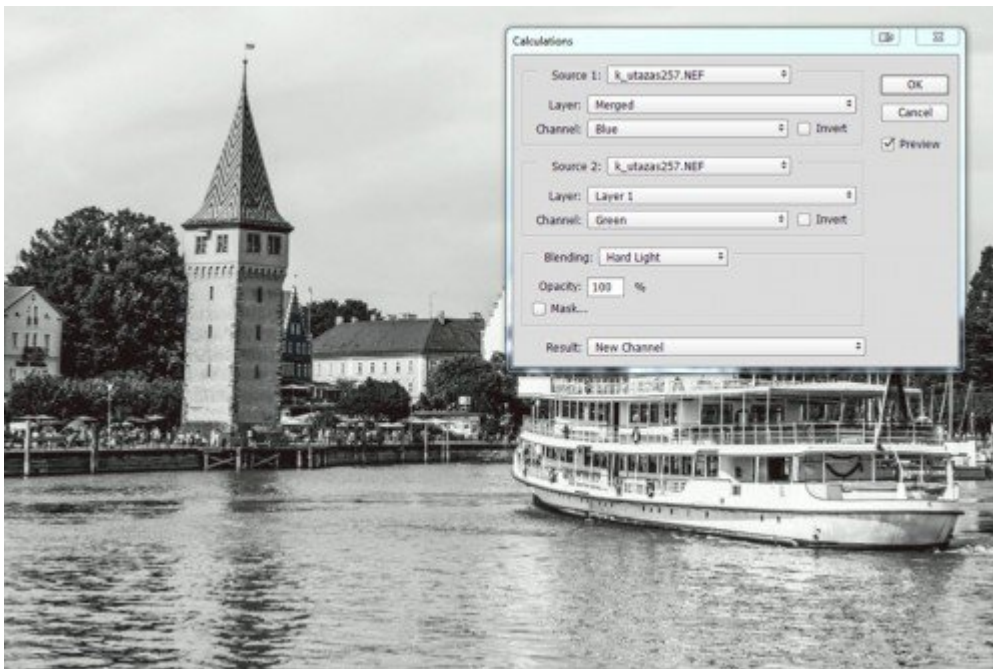 Calculations
Source 1: k_utazas257.NEF
OK
Layer: Merged
Cancel
Channel: Blue
Invert
Preview
Source 2: k_utazas257.NEF
Layer: Layer 1
Channel: Green
Invert
Blending: Hard Light
Opacity: 100 %
Mask...
Result: New Channel